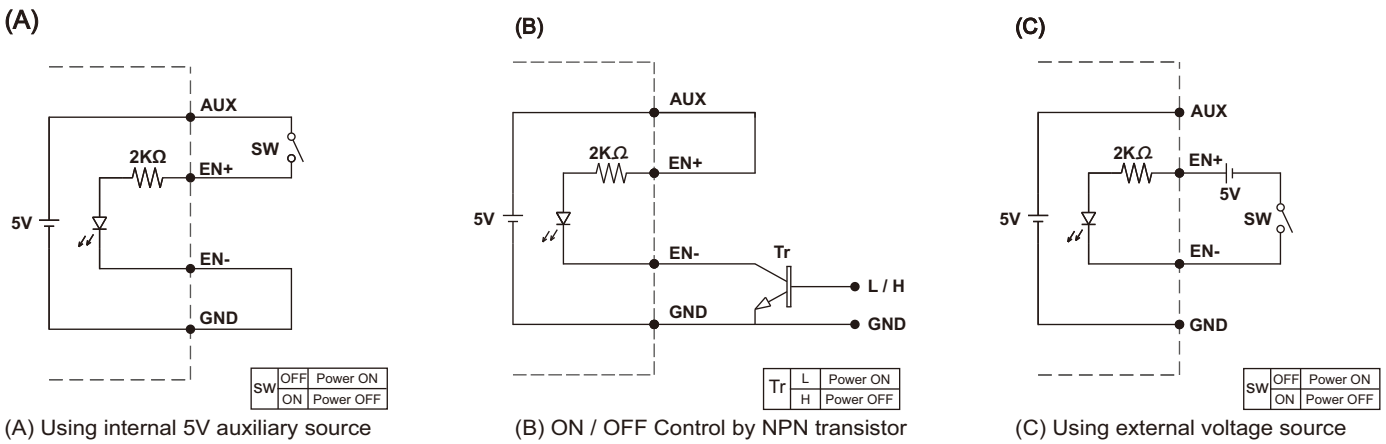 (A)
AUX
SW
2KΩ
EN+
5V
EN-
GND
SW OFF Power ON
ON Power OFF
(A) Using internal 5V auxiliary source
(B)
AUX
2KΩ
EN+
5V
EN-
Tr
L / H
GND
GND
Tr L Power ON
H Power OFF
(B) ON / OFF Control by NPN transistor
(C)
AUX
2KΩ
EN+
5V
5V
SW
EN-
GND
SW OFF Power ON
ON Power OFF
(C) Using external voltage source